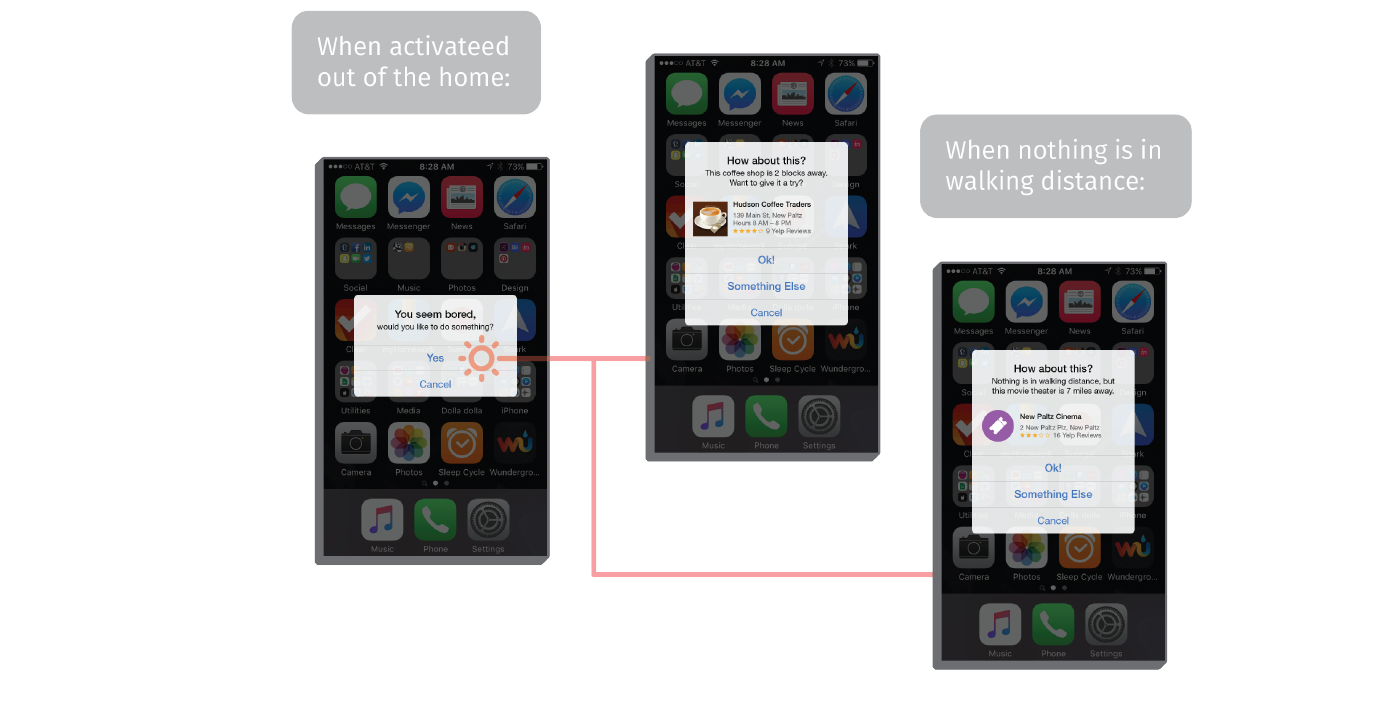 When activateed
out of the home:
AT&T 8:28 AM 73%
Messages Messenger News Safari
Social Music Photos Design
You seem bored,
would you like to do something?
Yes
Cancel
Utilities Media Dolla dolla iPhone
Camera Photos Sleep Cycle Wundergro...
Music Phone Settings
AT&T 8:28 AM 73%
Messages Messenger News Safari
How about this?
This coffee shop is 2 blocks away.
Want to give it a try?
Hudson Coffee Traders
139 Main St, New Paltz
Hours 8 AM – 8 PM
9 Yelp Reviews
Ok!
Something Else
Cancel
Camera Photos Sleep Cycle Wundergro...
Music Phone Settings
When nothing is in
walking distance:
AT&T 8:28 AM 73%
Messages Messenger News Safari
How about this?
Nothing is in walking distance, but
this movie theater is 7 miles away.
New Paltz Cinema
2 New Paltz Plz, New Paltz
16 Yelp Reviews
Ok!
Something Else
Cancel
Camera Photos Sleep Cycle Wundergro...
Music Phone Settings